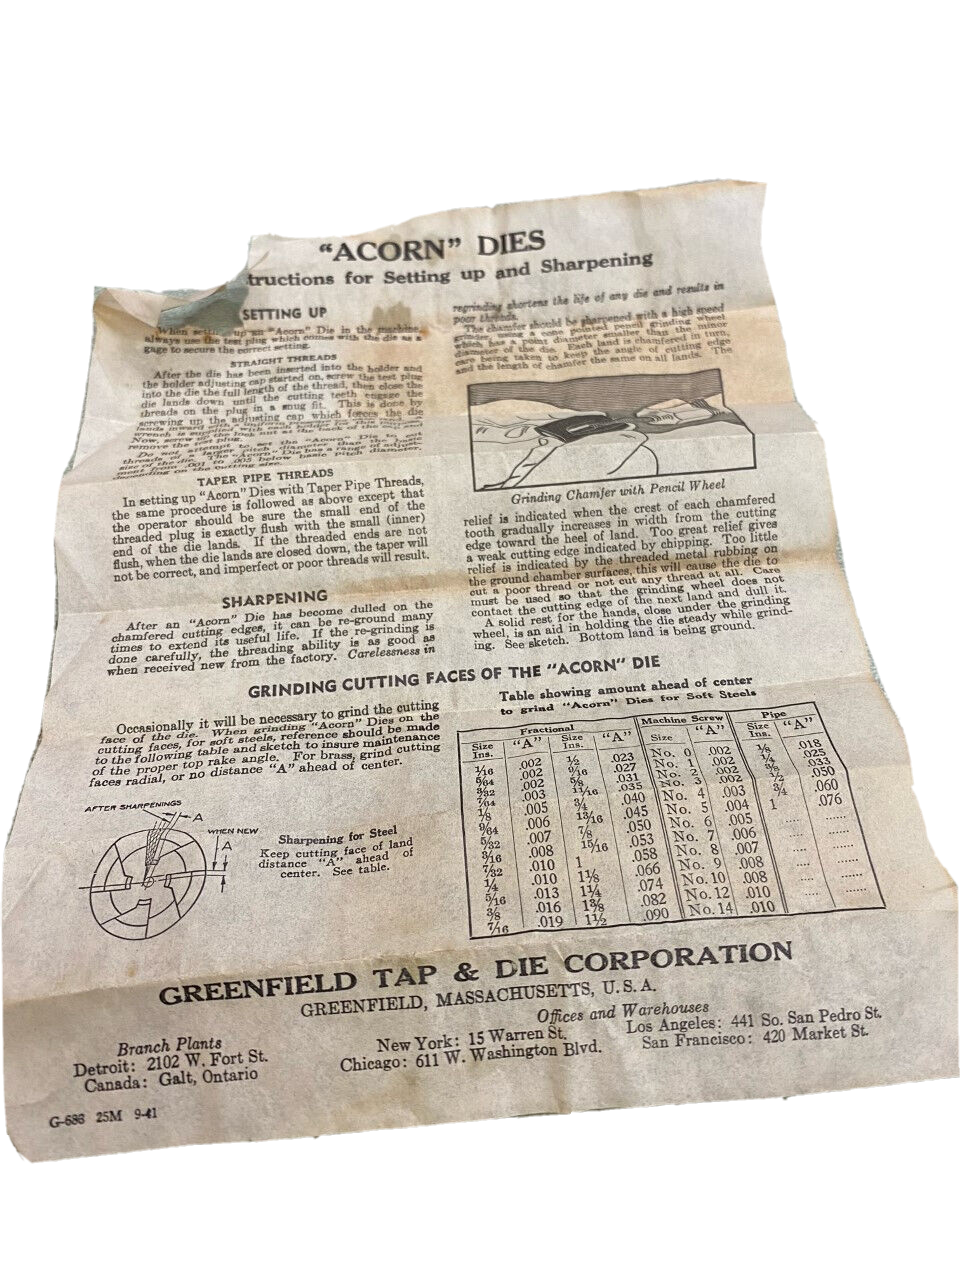 "ACORN" DIES
tructions for Setting up and Sharpening
SETTING UP
When up an "Acorn" Die in the machine,
always use the test plug which comes with the die as a
gage to secure the correct setting.
STRAIGHT THREADS
After the die has been inserted into the holder and
the holder adjusting cap started on, screw the test plug
into the die the full length of the thread, then close the
die lands down until the cutting teeth engage the
threads on the plug in a snug fit. This is done by
screwing up the adjusting cap which forces the die
lands inward with a uniform pressure for this purpose,
wrench is supplied with each holder for this
Now, screw up the lock nut at the back of the cap and
remove the test plug.
Do not attempt to set the "Acorn" Die to cut
threads of a larger pitch diameter than the basic
size of the die. The "Acorn" Die has a range of adjust-
ment from .001 to .005 below basic pitch diameter,
depending on the cutting size.
TAPER PIPE THREADS
In setting up "Acorn" Dies with Taper Pipe Threads,
the same procedure is followed as above except that
the operator should be sure the small end of the
threaded plug is exactly flush with the small (inner)
end of the die lands. If the threaded ends are not
flush, when the die lands are closed down, the taper will
not be correct, and imperfect or poor threads will result.
SHARPENING
After an "Acorn" Die has become dulled on the
chamfered cutting edges, it can be re-ground many
times to extend its useful life. If the re-grinding is
done carefully, the threading ability is as good as
when received new from the factory. Carelessness in
regrinding shortens the life of any die and results in
poor threads.
The chamfer should be sharpened with a high speed
grinder, using a cone pointed pencil grinding wheel
which has a point diameter smaller than the minor
diameter of the die. Each land is chamfered in turn,
care being taken to keep the angle of cutting edge
and the length of chamfer the same on all lands. The
Grinding Chamfer with Pencil Wheel
relief is indicated when the crest of each chamfered
tooth gradually increases in width from the cutting
edge toward the heel of land. Too great relief gives
a weak cutting edge indicated by chipping. Too little
relief is indicated by the threaded metal rubbing on
the ground chamber surfaces, this will cause the die to
cut a poor thread or not cut any thread at all. Care
must be used so that the grinding wheel does not
contact the cutting edge of the next land and dull it.
A solid rest for the hands, close under the grinding
wheel, is an aid in holding the die steady while grind-
ing. See sketch. Bottom land is being ground.
GRINDING CUTTING FACES OF THE "ACORN" DIE
Occasionally it will be necessary to grind the cutting
face of the die. When grinding "Acorn" Dies on the
cutting faces, for soft steels, reference should be made
to the following table and sketch to insure maintenance
of the proper top rake angle. For brass, grind cutting
faces radial, or no distance "A" ahead of center.
AFTER SHARPENINGS
A
WHEN NEW
A
Sharpening for Steel
Keep cutting face of land
distance "A" ahead of
center. See table.
Table showing amount ahead of center
to grind "Acorn" Dies for Soft Steels
Fractional Machine Screw Pipe
Size Ins. "A" Size Ins. "A" Size "A" Size Ins. "A"
1/16 .002 1/2 .023 No. 0 .002 1/8 .018
5/64 .002 9/16 .027 No. 1 .002 1/4 .025
3/32 .002 5/8 .031 No. 2 .002 3/8 .033
7/64 .003 11/16 .035 No. 3 .002 1/2 .050
1/8 .005 3/4 .040 No. 4 .003 3/4 .060
9/64 .006 13/16 .045 No. 5 .004 1 .076
5/32 .007 7/8 .050 No. 6 .005 .... ......
3/16 .008 15/16 .053 No. 7 .006
7/32 .010 1 .058 No. 8 .007 .... ......
1/4 .010 1 1/8 .066 No. 9 .008 .... ......
5/16 .013 1 1/4 .074 No. 10 .008
3/8 .016 1 3/8 .082 No. 12 .010 .... ......
7/16 .019 1 1/2 .090 No. 14 .010 .... ......
GREENFIELD TAP & DIE CORPORATION
GREENFIELD, MASSACHUSETTS, U. S. A.
Branch Plants
Detroit: 2102 W. Fort St.
Canada: Galt, Ontario
Offices and Warehouses
New York: 15 Warren St.
Chicago: 611 W. Washington Blvd.
Los Angeles: 441 So. San Pedro St.
San Francisco: 420 Market St.
G-686 25M 9-41